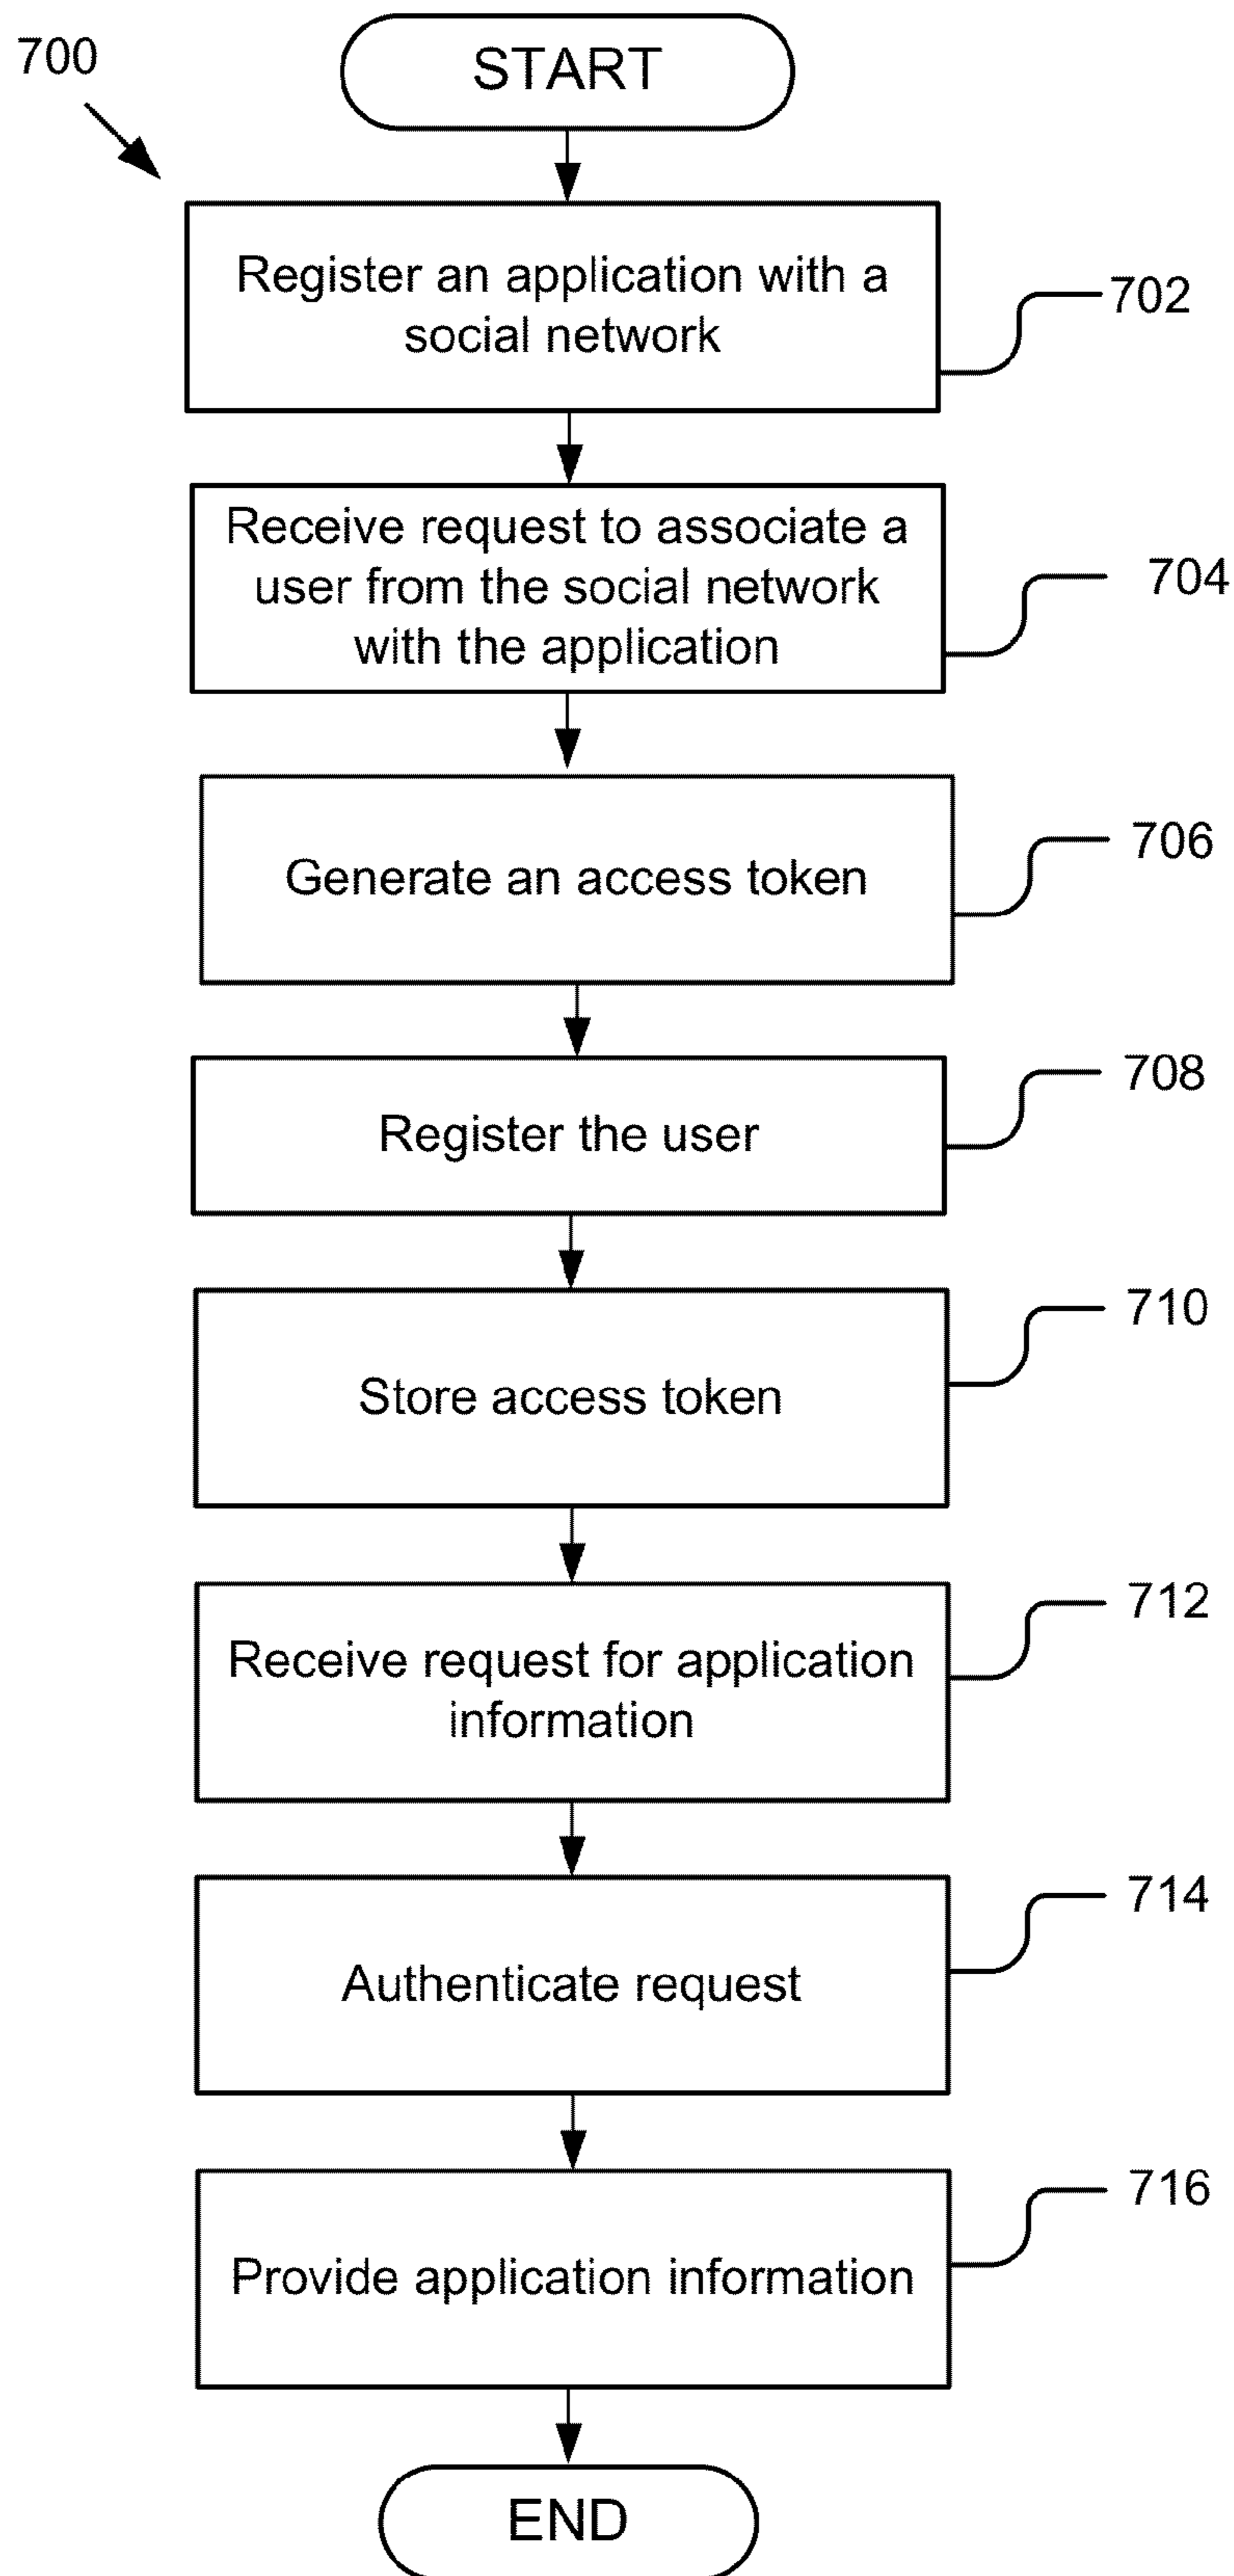 700
START
Register an application with a
social network
702
Receive request to associate a
user from the social network
with the application
704
Generate an access token
706
Register the user
708
Store access token
710
Receive request for application
information
712
Authenticate request
714
Provide application information
716
END